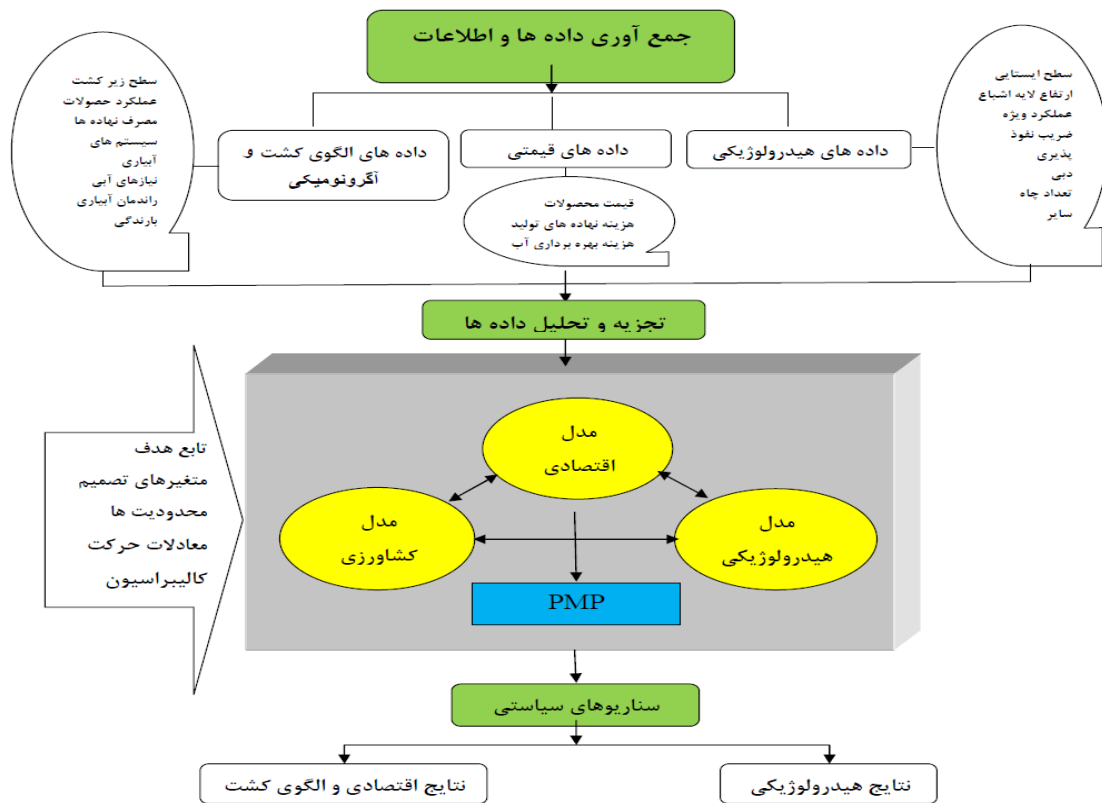 جمع آوری داده ها و اطلاعات
سطح ایستایی
ارتفاع لایه اشباع
عملکرد ویژه
ضریب نفوذ
پذیری
دبی
تعداد چاه
سایر
سطح زیر کشت
عملکرد حصولات
مصرف نهاده ها
سیستم های
آبیاری
نیازهای آبی
راندمان آبیاری
بارندگی
داده های هیدرولوژیکی
داده های قیمتی
داده های الگوی کشت و
آگرونومیکی
قیمت محصولات
هزینه نهاده های تولید
هزینه بهره برداری آب
تجزیه و تحلیل داده ها
تابع هدف
متغیرهای تصمیم
محدودیت ها
معادلات حرکت
کالیبراسیون
مدل
اقتصادی
مدل
هیدرولوژیکی
مدل
کشاورزی
PMP
سناریوهای سیاستی
نتایج هیدرولوژیکی
نتایج اقتصادی و الگوی کشت